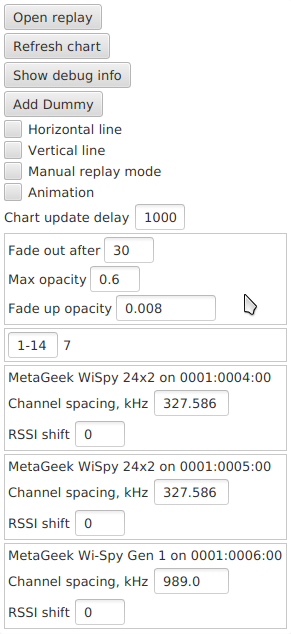 Open replay
Refresh chart
Show debug info
Add Dummy
Horizontal line
Vertical line
Manual replay mode
Animation
Chart update delay 1000
Fade out after 30
Max opacity 0.6
Fade up opacity 0.008
1-14 7
MetaGeek WiSpy 24x2 on 0001:0004:00
Channel spacing, kHz 327.586
RSSI shift 0
MetaGeek WiSpy 24x2 on 0001:0005:00
Channel spacing, kHz 327.586
RSSI shift 0
MetaGeek Wi-Spy Gen 1 on 0001:0006:00
Channel spacing, kHz 989.0
RSSI shift 0